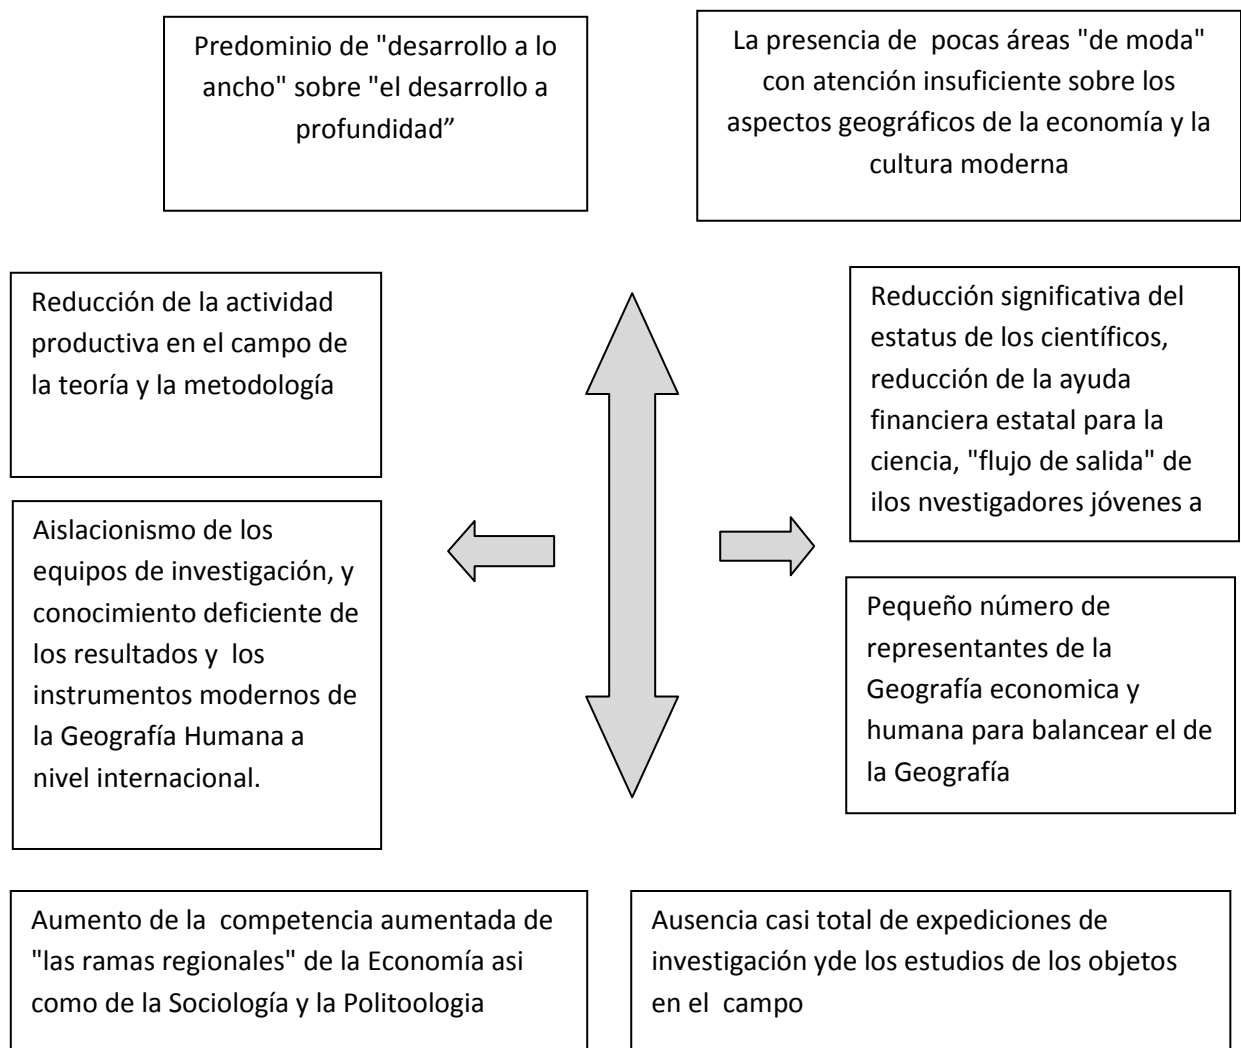 Predominio de "desarrollo a lo
ancho" sobre "el desarrollo a
profundidad”
La presencia de pocas áreas "de moda"
con atención insuficiente sobre los
aspectos geográficos de la economía y la
cultura moderna
Reducción de la actividad
productiva en el campo de
la teoría y la metodología
Reducción significativa del
estatus de los científicos,
reducción de la ayuda
financiera estatal para la
ciencia, "flujo de salida" de
ilos nvestigadores jóvenes a
Aislacionismo de los
equipos de investigación, y
conocimiento deficiente de
los resultados y los
instrumentos modernos de
la Geografía Humana a
nivel internacional.
Pequeño número de
representantes de la
Geografía economica y
humana para balancear el de
la Geografía
Aumento de la competencia aumentada de
"las ramas regionales" de la Economía asi
como de la Sociología y la Politoologia
Ausencia casi total de expediciones de
investigación yde los estudios de los objetos
en el campo